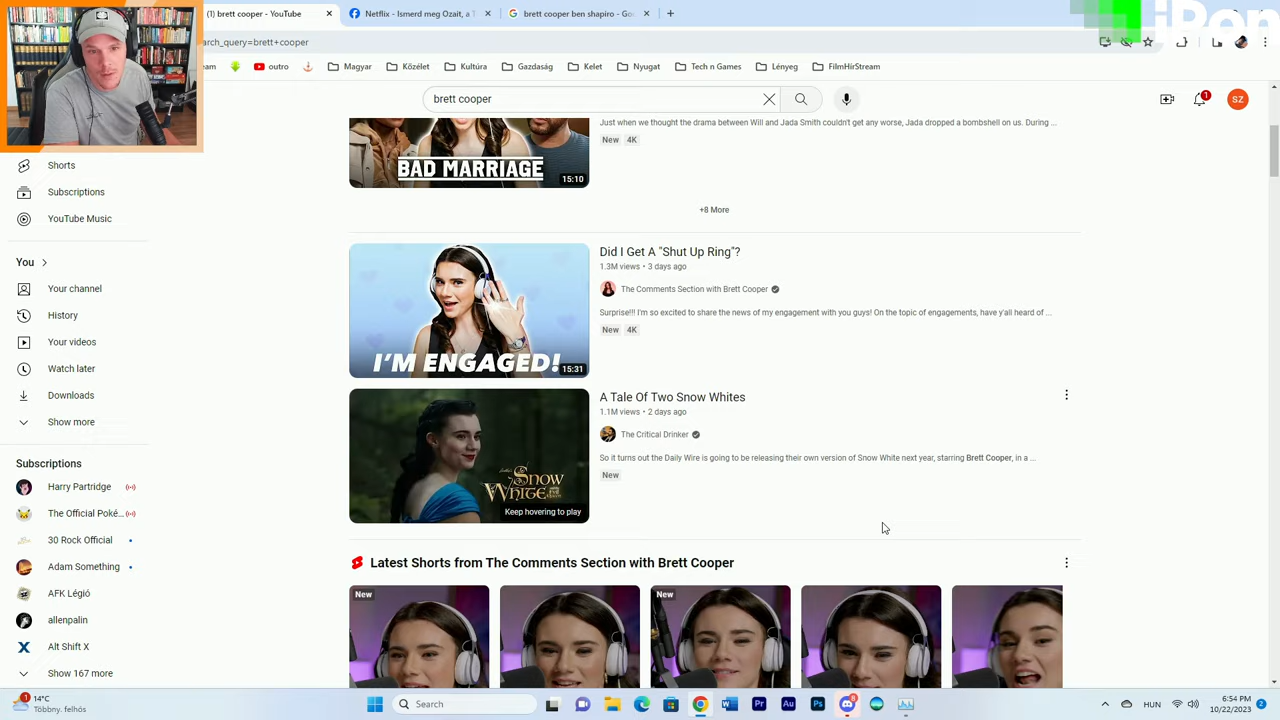 (1) brett cooper - YouTube
Netflix - Ismerd meg Ozait, a 1
brett cooper ben shapiro - Goo
arch_query=brett+cooper
eam
outro
Magyar
Közélet
Kultúra
Gazdaság
Kelet
Nyugat
Tech n Games
Lényeg
FilmHírStream
brett cooper
1
SZ
Just when we thought the drama between Will and Jada Smith couldn't get any worse, Jada dropped a bombshell on us. During ...
New 4K
BAD MARRIAGE
15:10
+8 More
Shorts
Subscriptions
YouTube Music
You
Your channel
History
Your videos
Watch later
Downloads
Show more
Subscriptions
Harry Partridge
The Official Poké...
30 Rock Official
Adam Something
AFK Légió
allenpalin
Alt Shift X
Show 167 more
Did I Get A "Shut Up Ring"?
1.3M views • 3 days ago
The Comments Section with Brett Cooper
Surprise!!! I'm so excited to share the news of my engagement with you guys! On the topic of engagements, have y'all heard of ...
New 4K
I'M ENGAGED!
15:31
A Tale Of Two Snow Whites
1.1M views • 2 days ago
The Critical Drinker
So it turns out the Daily Wire is going to be releasing their own version of Snow White next year, starring Brett Cooper, in a ...
New
SNOW
WHITE
Keep hovering to play
Latest Shorts from The Comments Section with Brett Cooper
New
New
1
14°C
Többny. felhős
Search
HUN
6:54 PM
10/22/2023
2